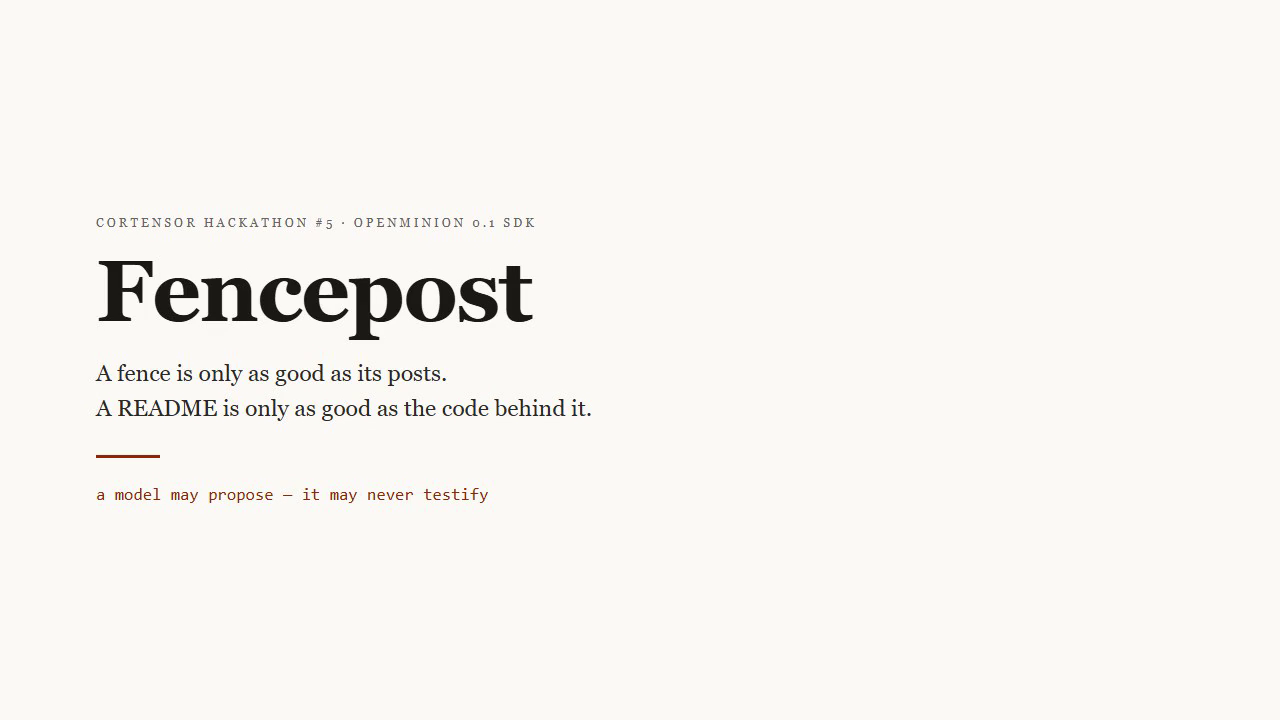 CORTENSOR HACKATHON #5 · OPENMINION 0.1 SDK
Fencepost
A fence is only as good as its posts.
A README is only as good as the code behind it.
a model may propose — it may never testify